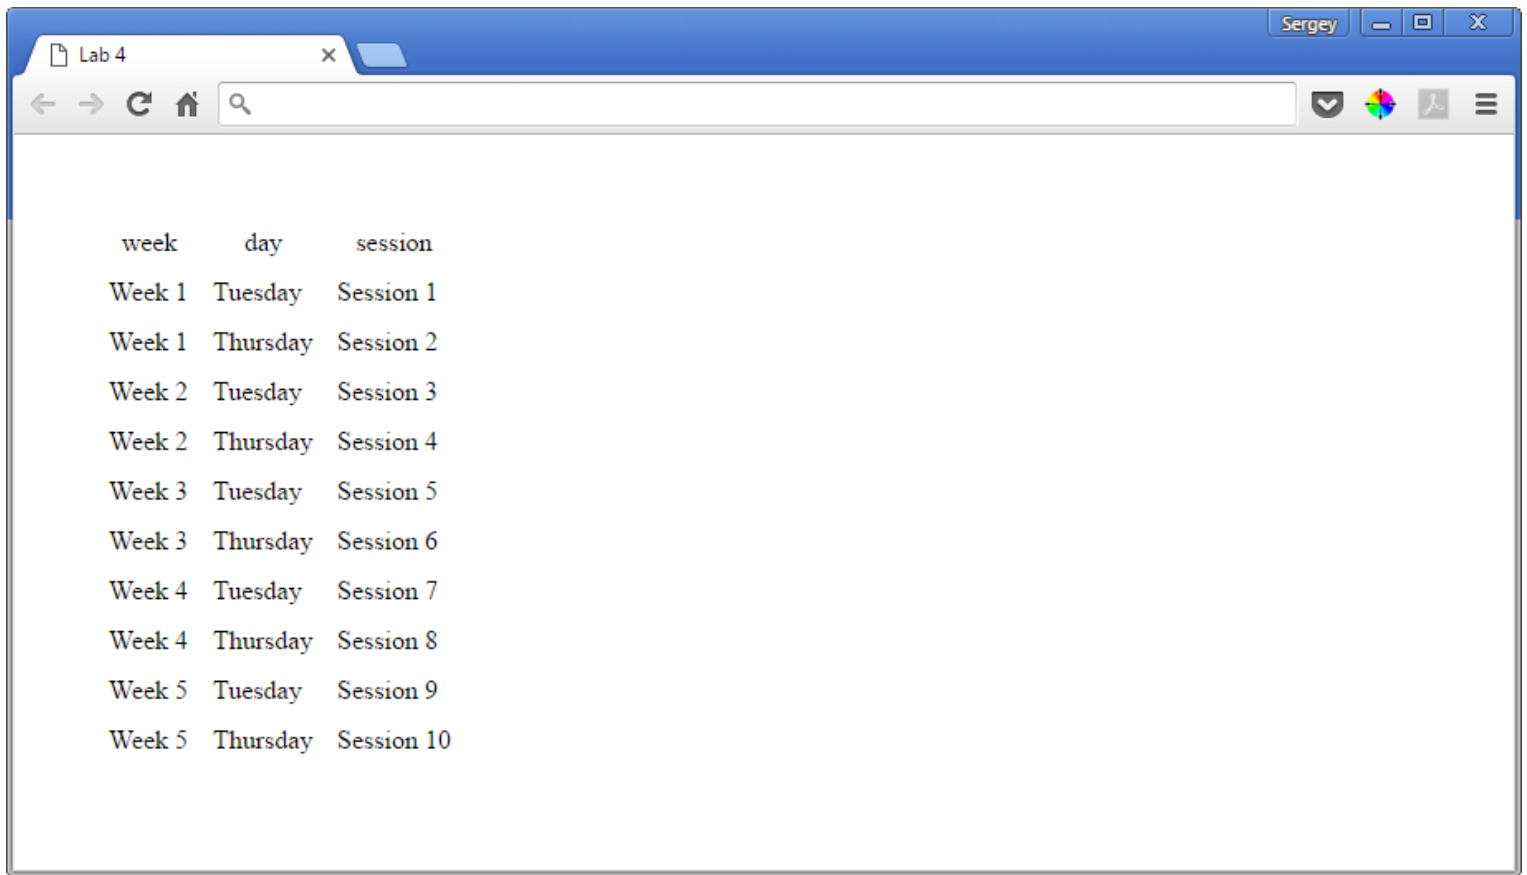 Sergey
Lab 4
week day session
Week 1 Tuesday Session 1
Week 1 Thursday Session 2
Week 2 Tuesday Session 3
Week 2 Thursday Session 4
Week 3 Tuesday Session 5
Week 3 Thursday Session 6
Week 4 Tuesday Session 7
Week 4 Thursday Session 8
Week 5 Tuesday Session 9
Week 5 Thursday Session 10